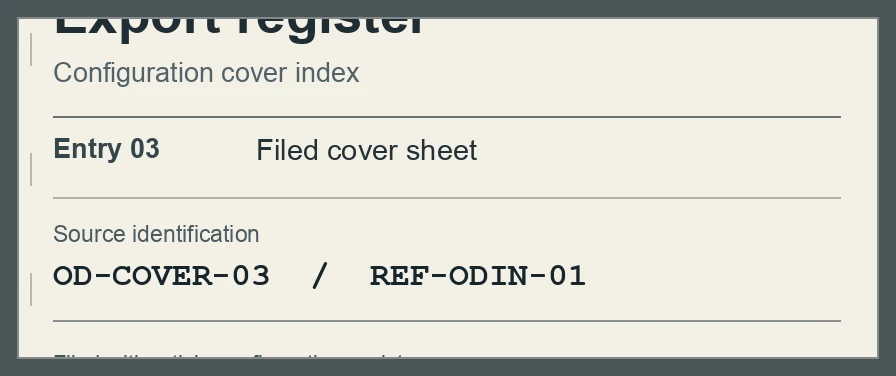 Export register
Configuration cover index
Entry 03 Filed cover sheet
Source identification
OD-COVER-03 / REF-ODIN-01